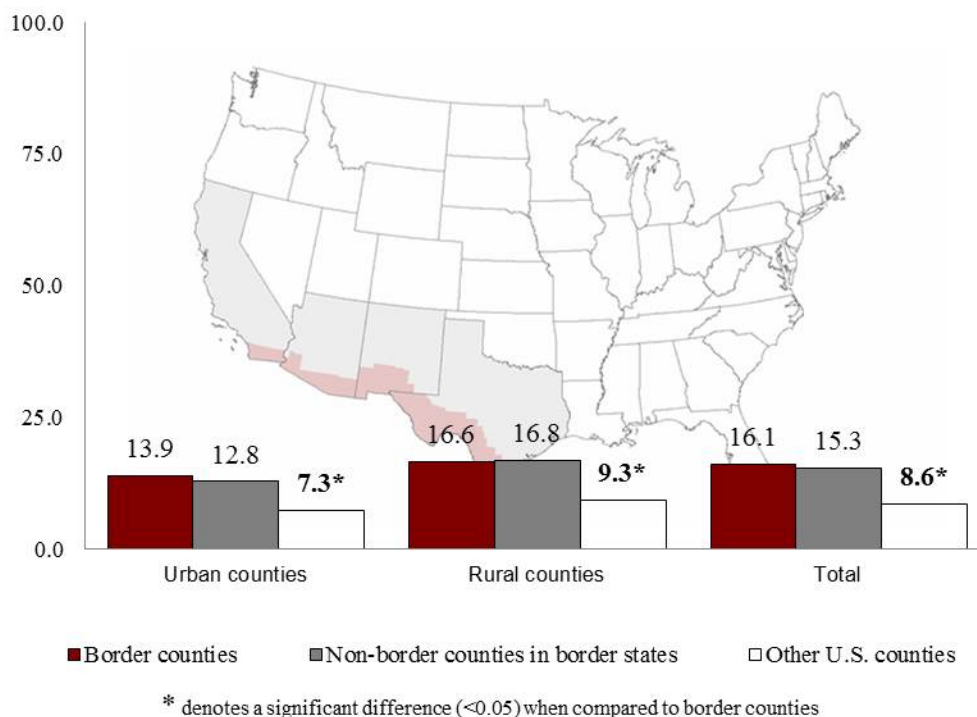 100.0
75.0
50.0
25.0
0.0
13.9
12.8
7.3*
16.6
16.8
9.3*
16.1
15.3
8.6*
Urban counties
Rural counties
Total
Border counties
Non-border counties in border states
Other U.S. counties
* denotes a significant difference (<0.05) when compared to border counties